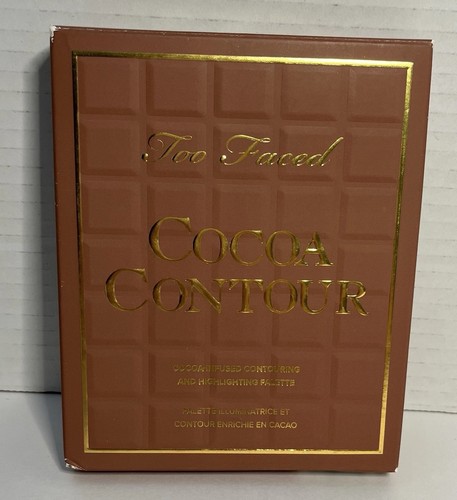 Too Faced
COCOA
CONTOUR
COCOA-INFUSED CONTOURING
AND HIGHLIGHTING PALETTE
PALETTE ILLUMINATRICE ET
CONTOUR ENRICHIE EN CACAO